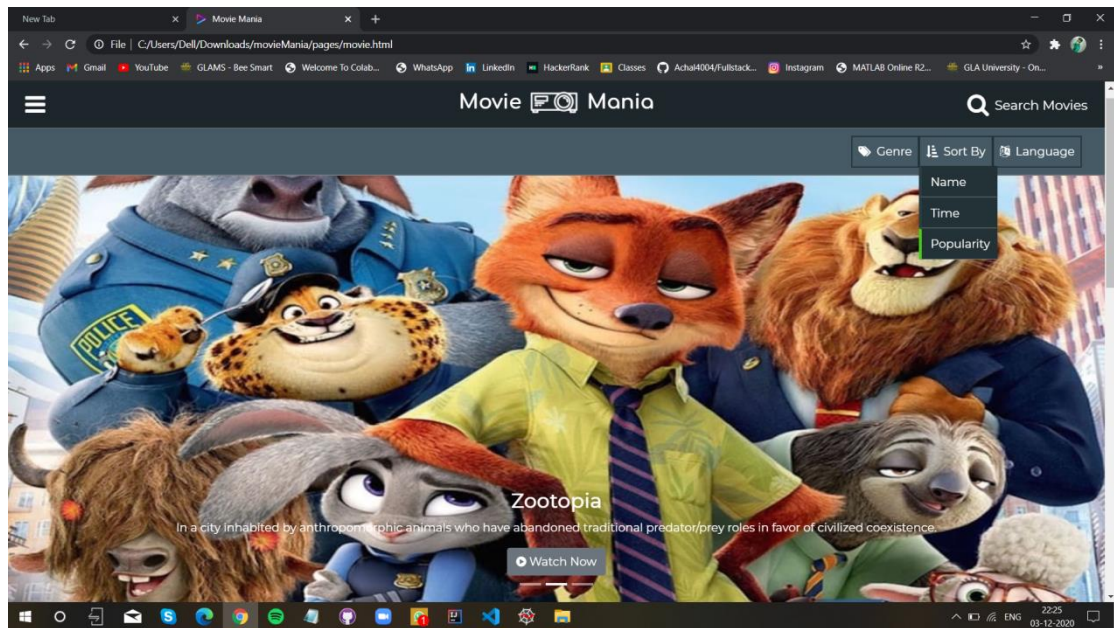 New Tab
Movie Mania
File | C:/Users/Dell/Downloads/movieMania/pages/movie.html
Apps Gmail YouTube GLAMS - Bee Smart Welcome To Colab... WhatsApp LinkedIn HackerRank Classes Achal4004/Fullstack... Instagram MATLAB Online R2... GLA University - On...
Movie Mania
Search Movies
Genre Sort By Language
Name
Time
Popularity
POLICE
Zootopia
In a city inhabited by anthropomorphic animals who have abandoned traditional predator/prey roles in favor of civilized coexistence.
Watch Now
ENG
22:25
03-12-2020